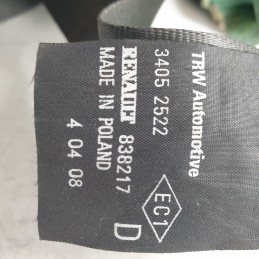 TRW Automotive
3405 2522
EC1
RENAULT 838217 D
MADE IN POLAND
4 04 08